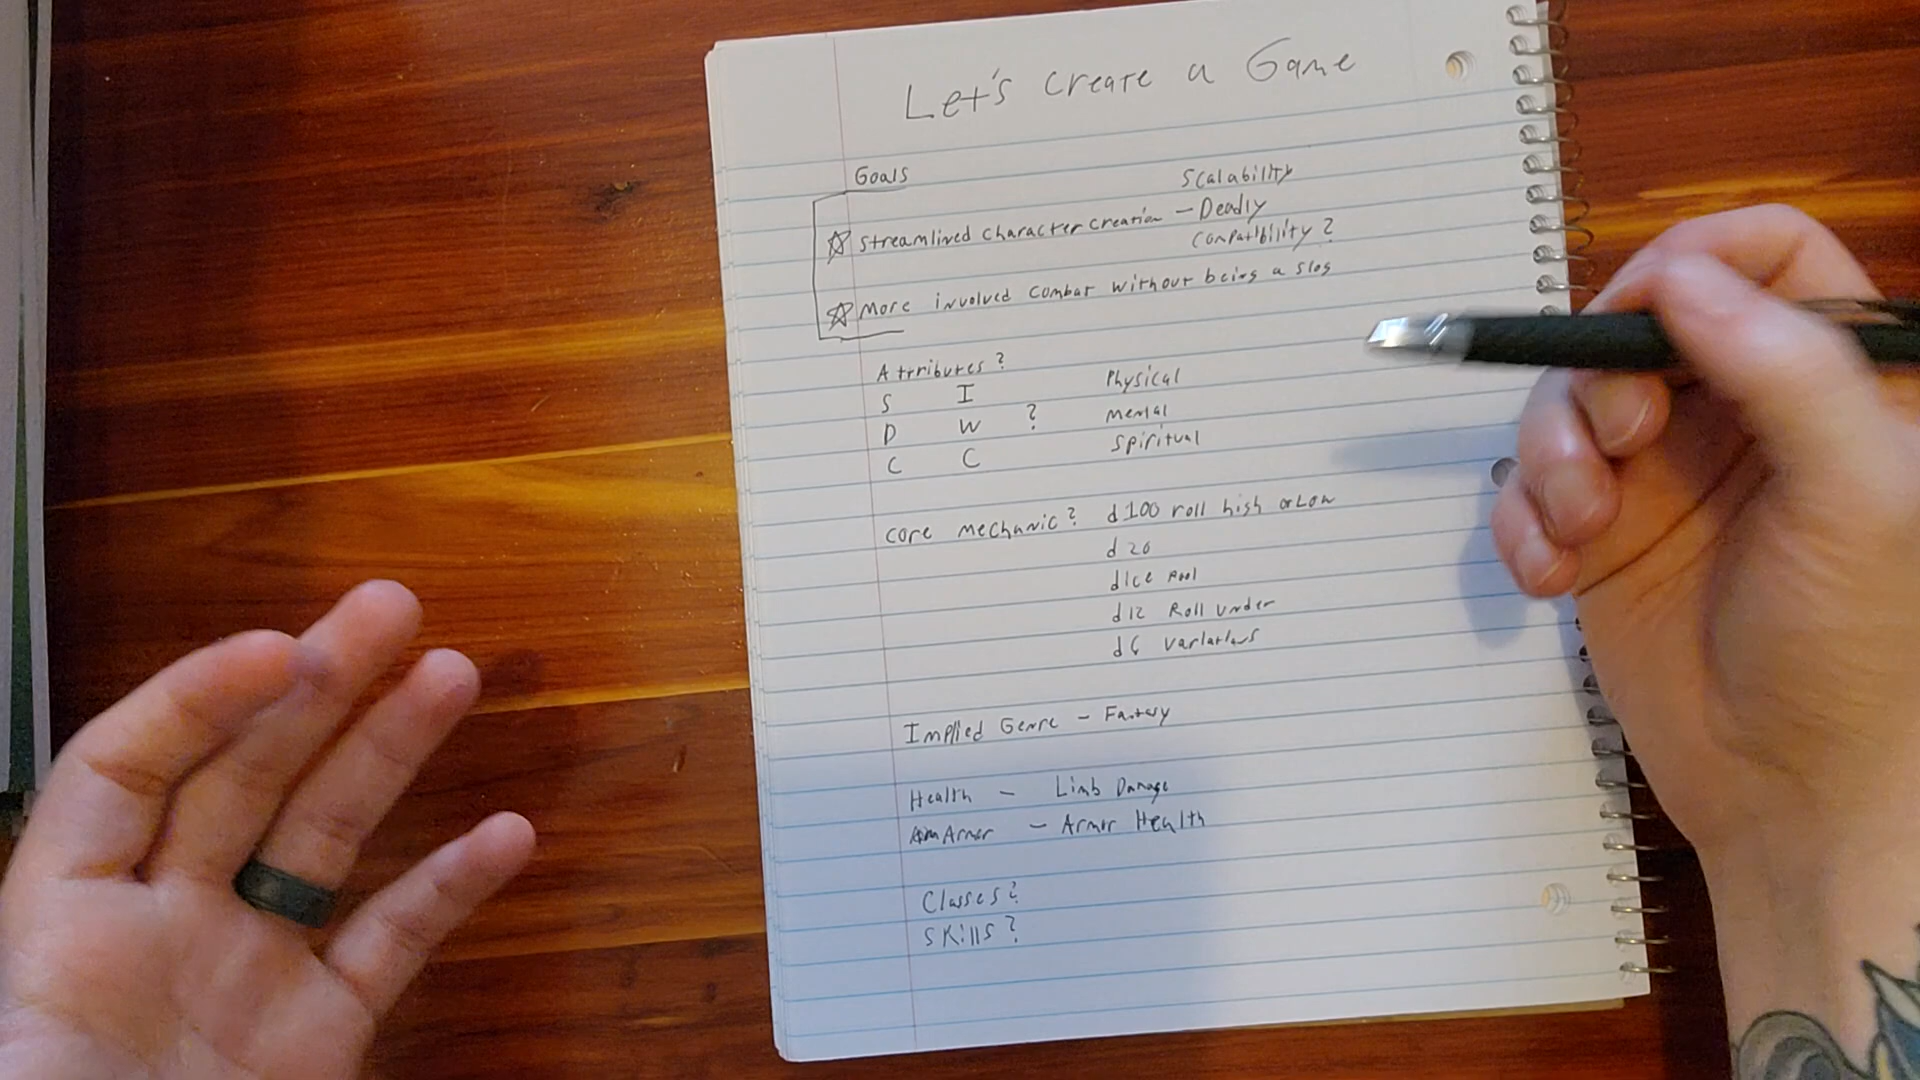 Let's Create a Game
Goals
Scalability
☆ Streamlined character creation - Deadly
Compatibility?
☆ More involved combat without being a slog
Attributes?
S I Physical
D W ? Mental
C C Spiritual
Core Mechanic? d100 roll high or Low
d20
dice pool
d12 Roll under
d6 variations
Implied Genre - Fantasy
Health - Limb Damage
Armor - Armor Health
Classes?
Skills?